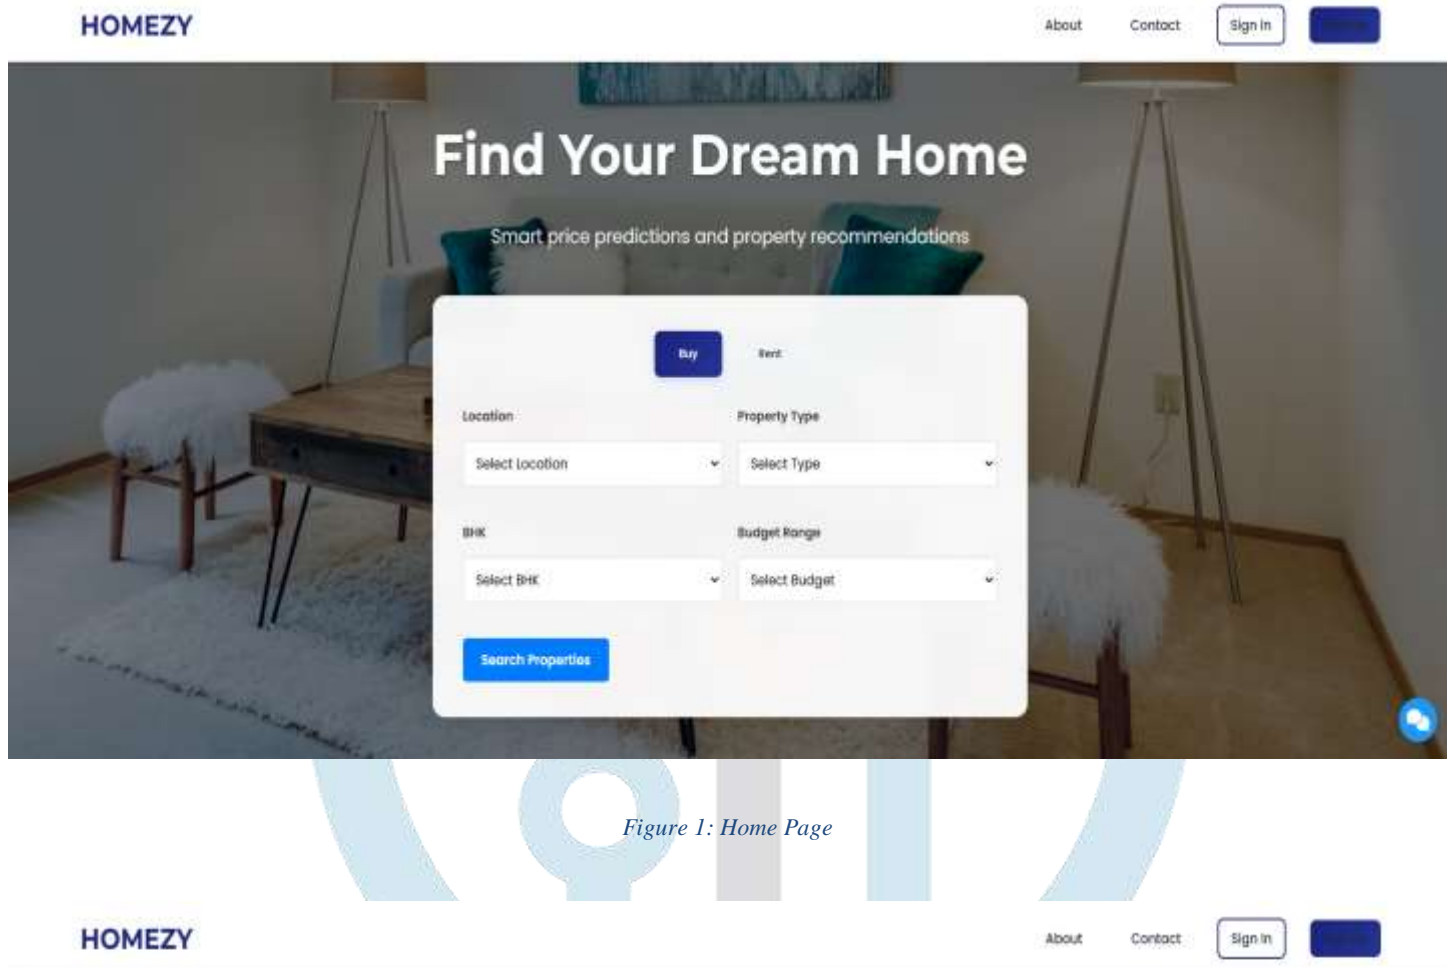 HOMEZY
About Contact Sign In
Find Your Dream Home
Smart price predictions and property recommendations
Buy Rent
Location Property Type
Select Location Select Type
BHK Budget Range
Select BHK Select Budget
Search Properties
Figure 1: Home Page
HOMEZY
About Contact Sign In